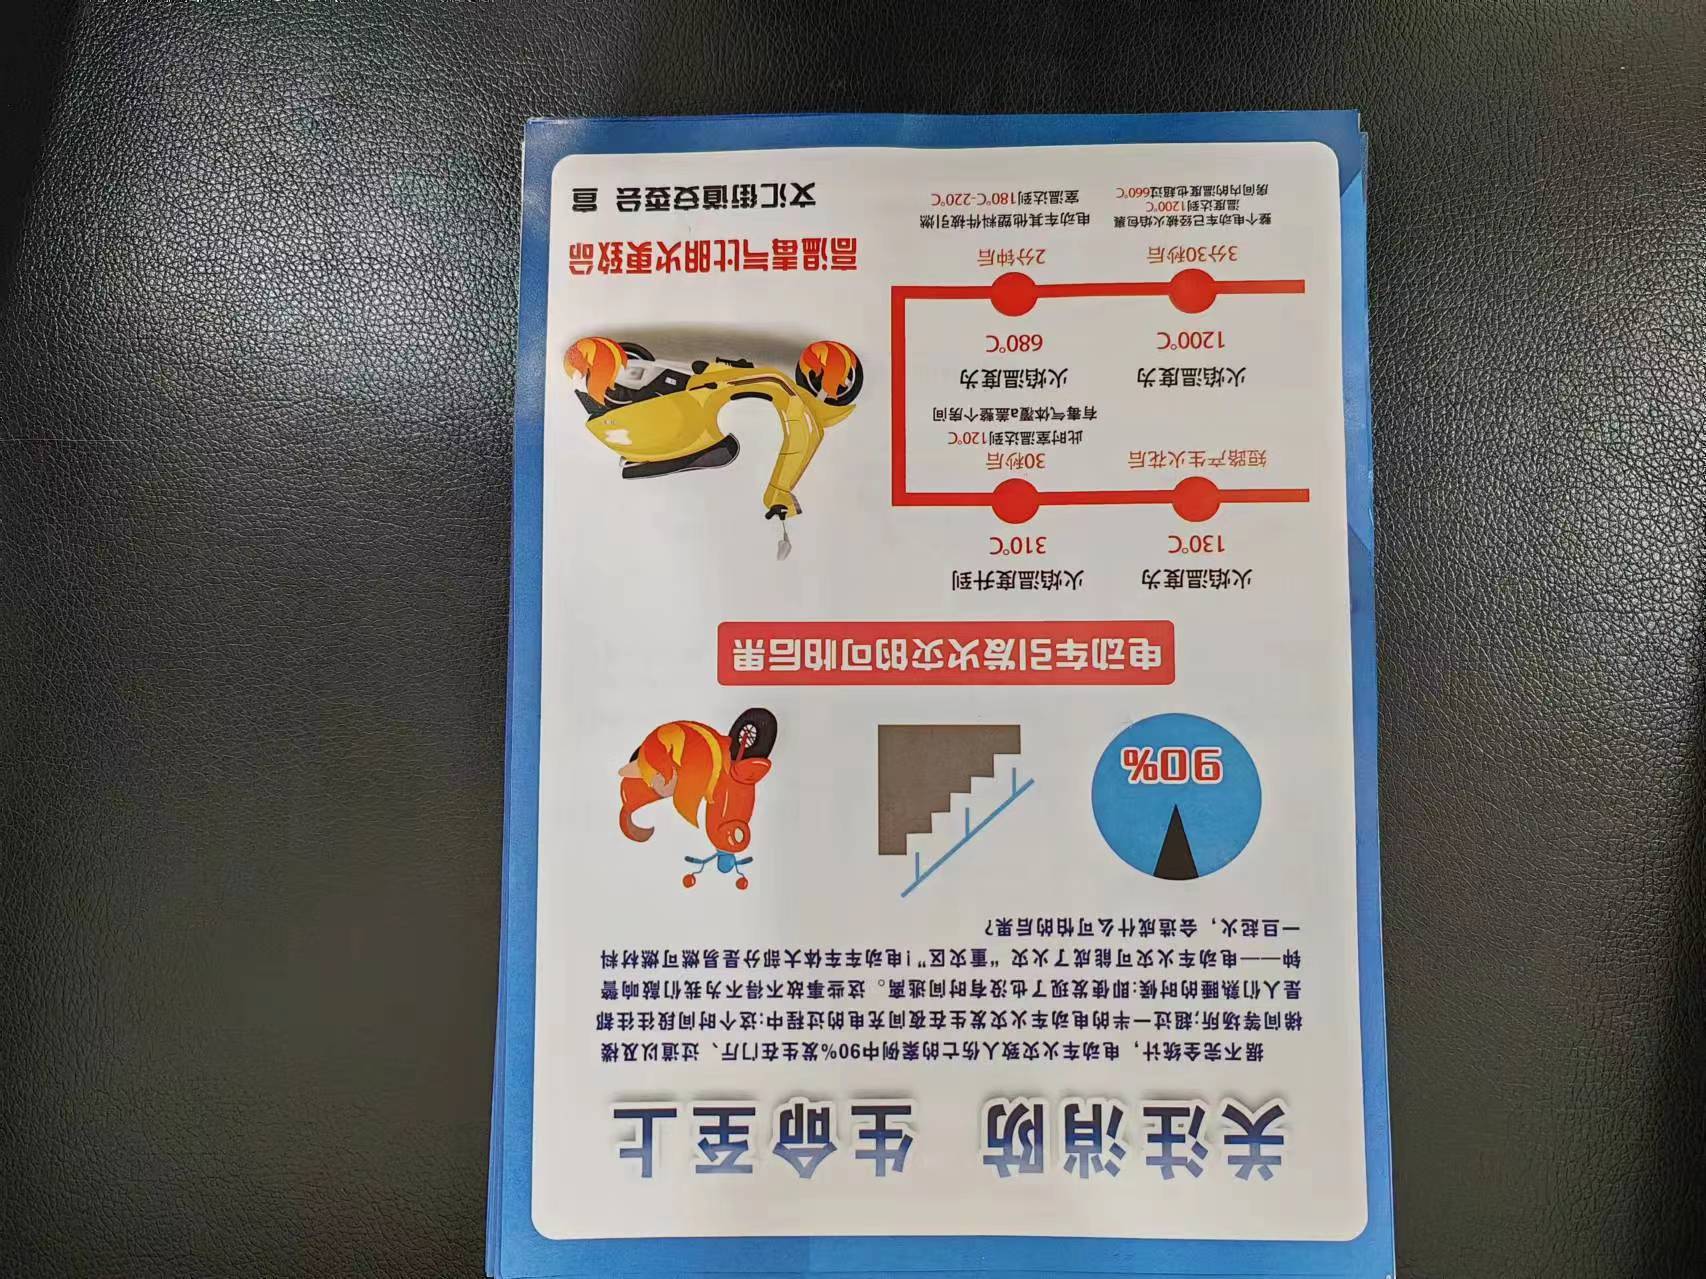 关注消防 生命至上
据不完全统计，电动车火灾致人伤亡的案例中90%发生在门厅、过道以及楼
梯间等场所;超过一半的电动车火灾发生在夜间充电的过程中:这个时间段往往都
是人们熟睡的时候:即使发现了也没有时间逃离。这些事故不得不为我们敲响警
钟——电动车火灾可能成了火灾“重灾区”!电动车车体大部分是易燃可燃材料
一旦起火，会造成什么可怕的后果?
90%
电动车引发火灾的可怕后果
火焰温度为
130℃
短路产生火花后
火焰温度升到
310℃
30秒后
此时室温达到120℃
有毒气体覆a盖整个房间
火焰温度为
1200℃
3分30秒后
整个电动车已经被火焰包裹
温度达到1200℃
房间内的温度也超过660℃
火焰温度为
680℃
2分钟后
电动车其他塑料件被引燃
室温达到180℃-220℃
高温毒气比明火更致命
文汇街道安委会 宣